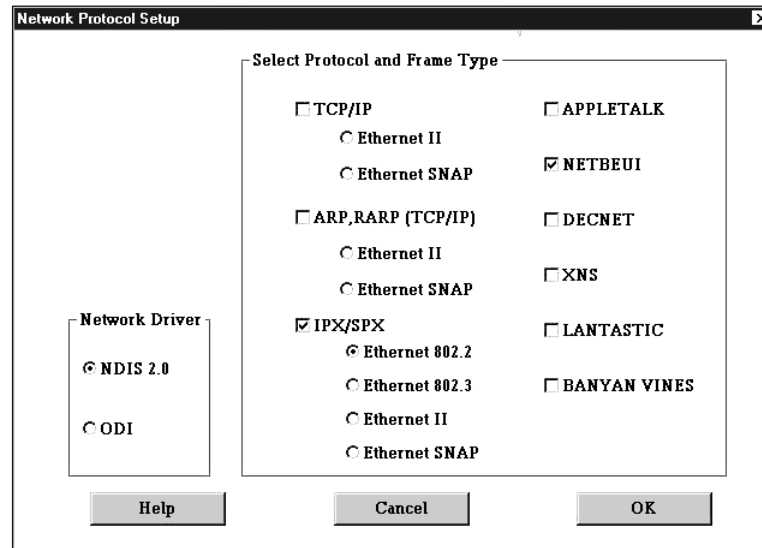 Network Protocol Setup
Select Protocol and Frame Type
TCP/IP
Ethernet II
Ethernet SNAP
ARP,RARP (TCP/IP)
Ethernet II
Ethernet SNAP
IPX/SPX
Ethernet 802.2
Ethernet 802.3
Ethernet II
Ethernet SNAP
APPLETALK
NETBEUI
DECNET
XNS
LANTASTIC
BANYAN VINES
Network Driver
NDIS 2.0
ODI
Help
Cancel
OK